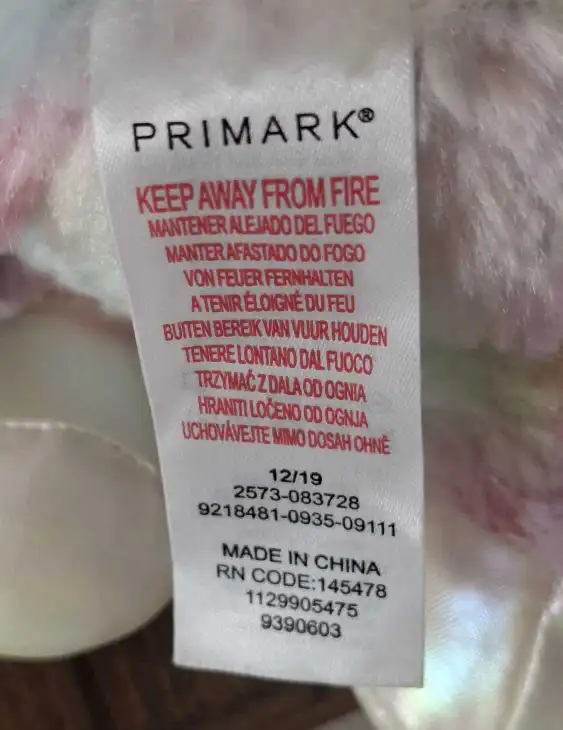 PRIMARK®
KEEP AWAY FROM FIRE
MANTENER ALEJADO DEL FUEGO
MANTER AFASTADO DO FOGO
VON FEUER FERNHALTEN
A TENIR ÉLOIGNÉ DU FEU
BUITEN BEREIK VAN VUUR HOUDEN
TENERE LONTANO DAL FUOCO
TRZYMAĆ Z DALA OD OGNIA
HRANITI LOČENO OD OGNJA
UCHOVÁVEJTE MIMO DOSAH OHNĚ
12/19
2573-083728
9218481-0935-09111
MADE IN CHINA
RN CODE:145478
1129905475
9390603